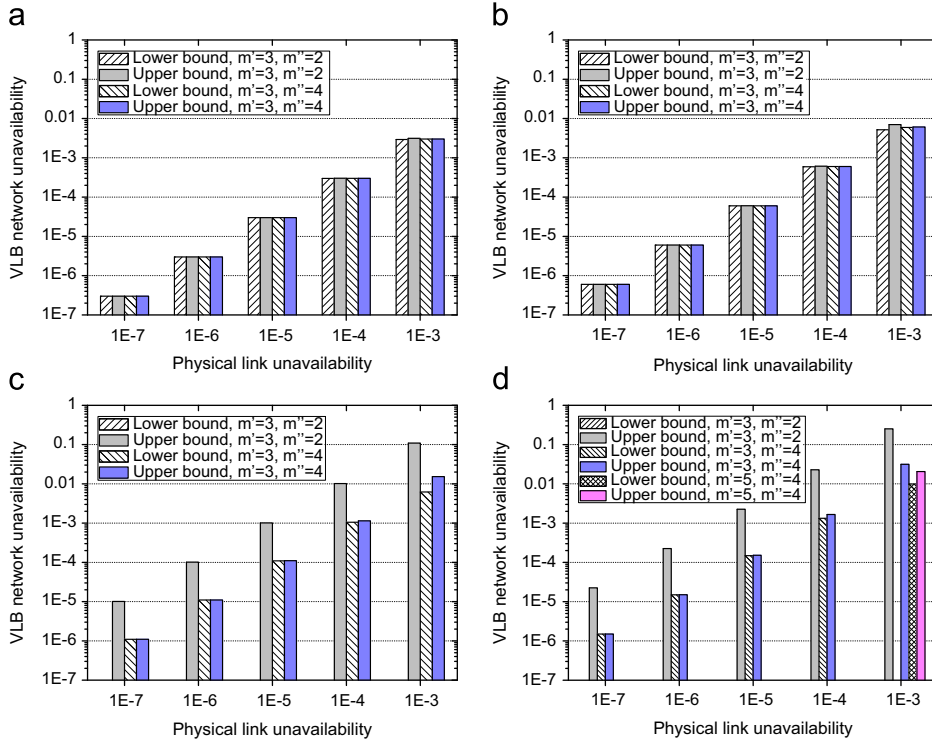 a
1
0.1
0.01
1E-3
1E-4
1E-5
1E-6
1E-7
VLB network unavailability
Lower bound, m'=3, m''=2
Upper bound, m'=3, m''=2
Lower bound, m'=3, m''=4
Upper bound, m'=3, m''=4
1E-7 1E-6 1E-5 1E-4 1E-3
Physical link unavailability
b
1
0.1
0.01
1E-3
1E-4
1E-5
1E-6
1E-7
VLB network unavailability
Lower bound, m'=3, m''=2
Upper bound, m'=3, m''=2
Lower bound, m'=3, m''=4
Upper bound, m'=3, m''=4
1E-7 1E-6 1E-5 1E-4 1E-3
Physical link unavailability
c
1
0.1
0.01
1E-3
1E-4
1E-5
1E-6
1E-7
VLB network unavailability
Lower bound, m'=3, m''=2
Upper bound, m'=3, m''=2
Lower bound, m'=3, m''=4
Upper bound, m'=3, m''=4
1E-7 1E-6 1E-5 1E-4 1E-3
Physical link unavailability
d
1
0.1
0.01
1E-3
1E-4
1E-5
1E-6
1E-7
VLB network unavailability
Lower bound, m'=3, m''=2
Upper bound, m'=3, m''=2
Lower bound, m'=3, m''=4
Upper bound, m'=3, m''=4
Lower bound, m'=5, m''=4
Upper bound, m'=5, m''=4
1E-7 1E-6 1E-5 1E-4 1E-3
Physical link unavailability